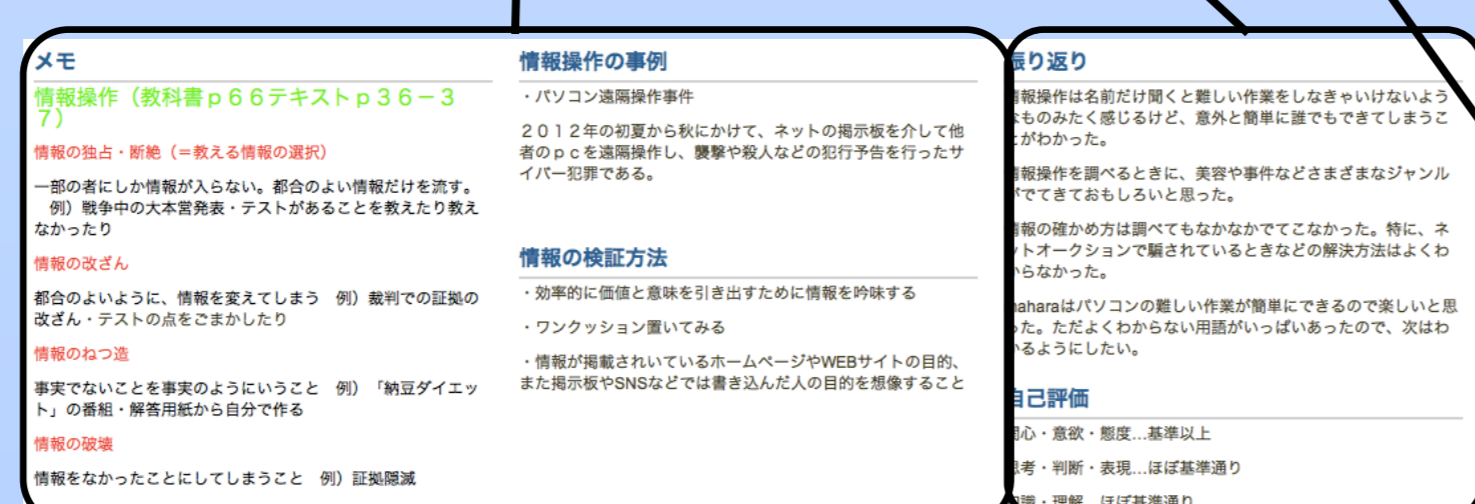 メモ
情報操作（教科書ｐ６６テキストｐ３６－３
７）
情報の独占・断絶（＝教える情報の選択）
一部の者にしか情報が入らない。都合のよい情報だけを流す。
例）戦争中の大本営発表・テストがあることを教えたり教え
なかったり
情報の改ざん
都合のよいように、情報を変えてしまう　例）裁判での証拠の
改ざん・テストの点をごまかしたり
情報のねつ造
事実でないことを事実のようにいうこと　例）「納豆ダイエッ
ト」の番組・解答用紙から自分で作る
情報の破壊
情報をなかったことにしてしまうこと　例）証拠隠滅
情報操作の事例
・パソコン遠隔操作事件
２０１２年の初夏から秋にかけて、ネットの掲示板を介して他
者のｐｃを遠隔操作し、襲撃や殺人などの犯行予告を行ったサ
イバー犯罪である。
情報の検証方法
・効率的に価値と意味を引き出すために情報を吟味する
・ワンクッション置いてみる
・情報が掲載されいているホームページやWEBサイトの目的、
また掲示板やSNSなどでは書き込んだ人の目的を想像すること
振り返り
情報操作は名前だけ聞くと難しい作業をしなきゃいけないよう
なものみたく感じるけど、意外と簡単に誰でもできてしまうこ
とがわかった。
情報操作を調べるときに、美容や事件などさまざまなジャンル
がでてきておもしろいと思った。
情報の確かめ方は調べてもなかなかでてこなかった。特に、ネ
ットオークションで騙されているときなどの解決方法はよくわ
からなかった。
maharaはパソコンの難しい作業が簡単にできるので楽しいと思
った。ただよくわからない用語がいっぱいあったので、次はわ
かるようにしたい。
自己評価
関心・意欲・態度…基準以上
思考・判断・表現…ほぼ基準通り
知識・理解…ほぼ基準通り